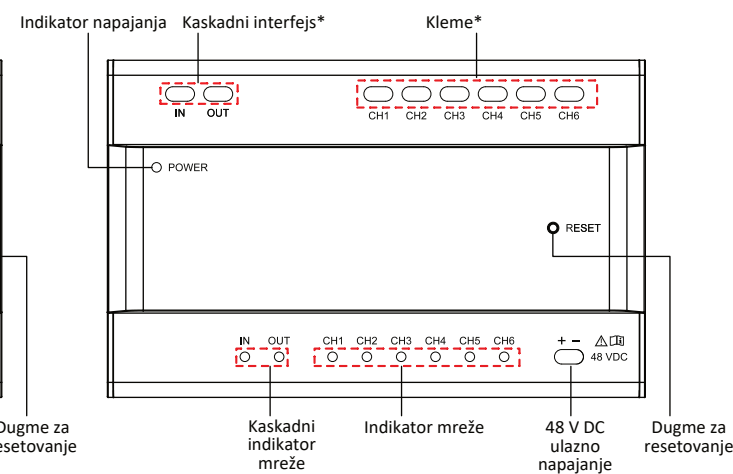 Indikator napajanja Kaskadni interfejs* Kleme*
IN OUT
CH1 CH2 CH3 CH4 CH5 CH6
POWER
RESET
IN OUT CH1 CH2 CH3 CH4 CH5 CH6 + −
48 VDC
Dugme za
Kaskadni
indikator
mreže
Indikator mreže
48 V DC
ulazno
napajanje
Dugme za
resetovanje